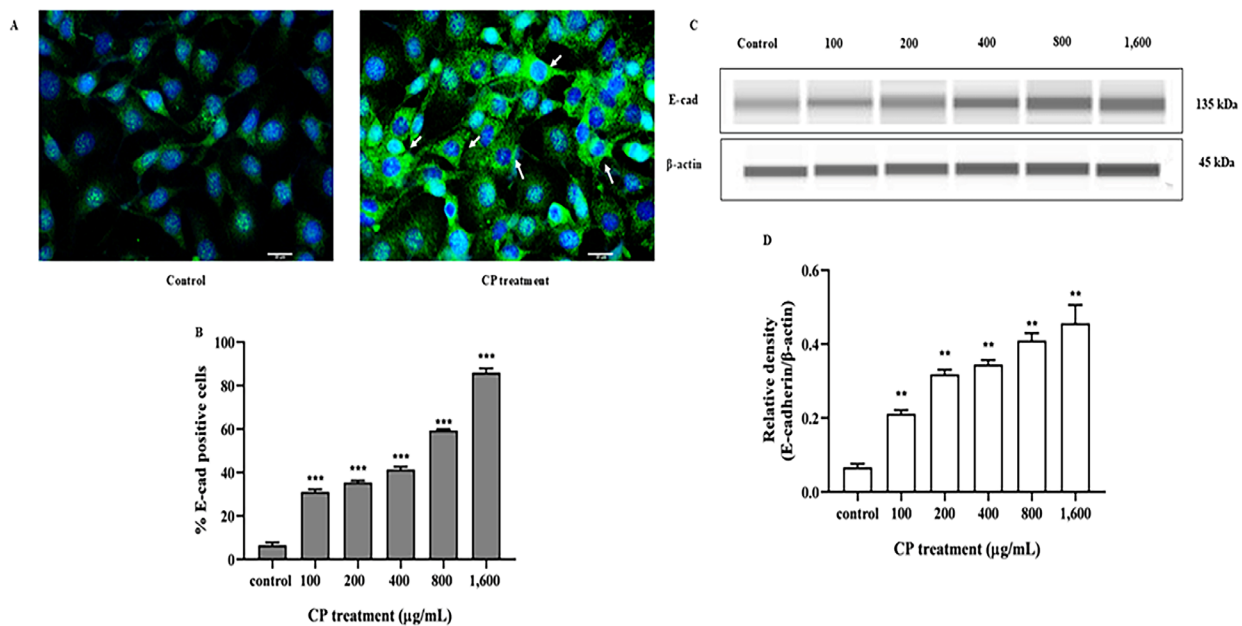 A
Control
CP treatment
B
% E-cad positive cells
100
80
60
40
20
0
***
***
***
***
***
control 100 200 400 800 1,600
CP treatment (µg/mL)
C
Control 100 200 400 800 1,600
E-cad
135 kDa
β-actin
45 kDa
D
Relative density
(E-cadherin/β-actin)
0.6
0.4
0.2
0.0
**
**
**
**
**
control 100 200 400 800 1,600
CP treatment (µg/mL)